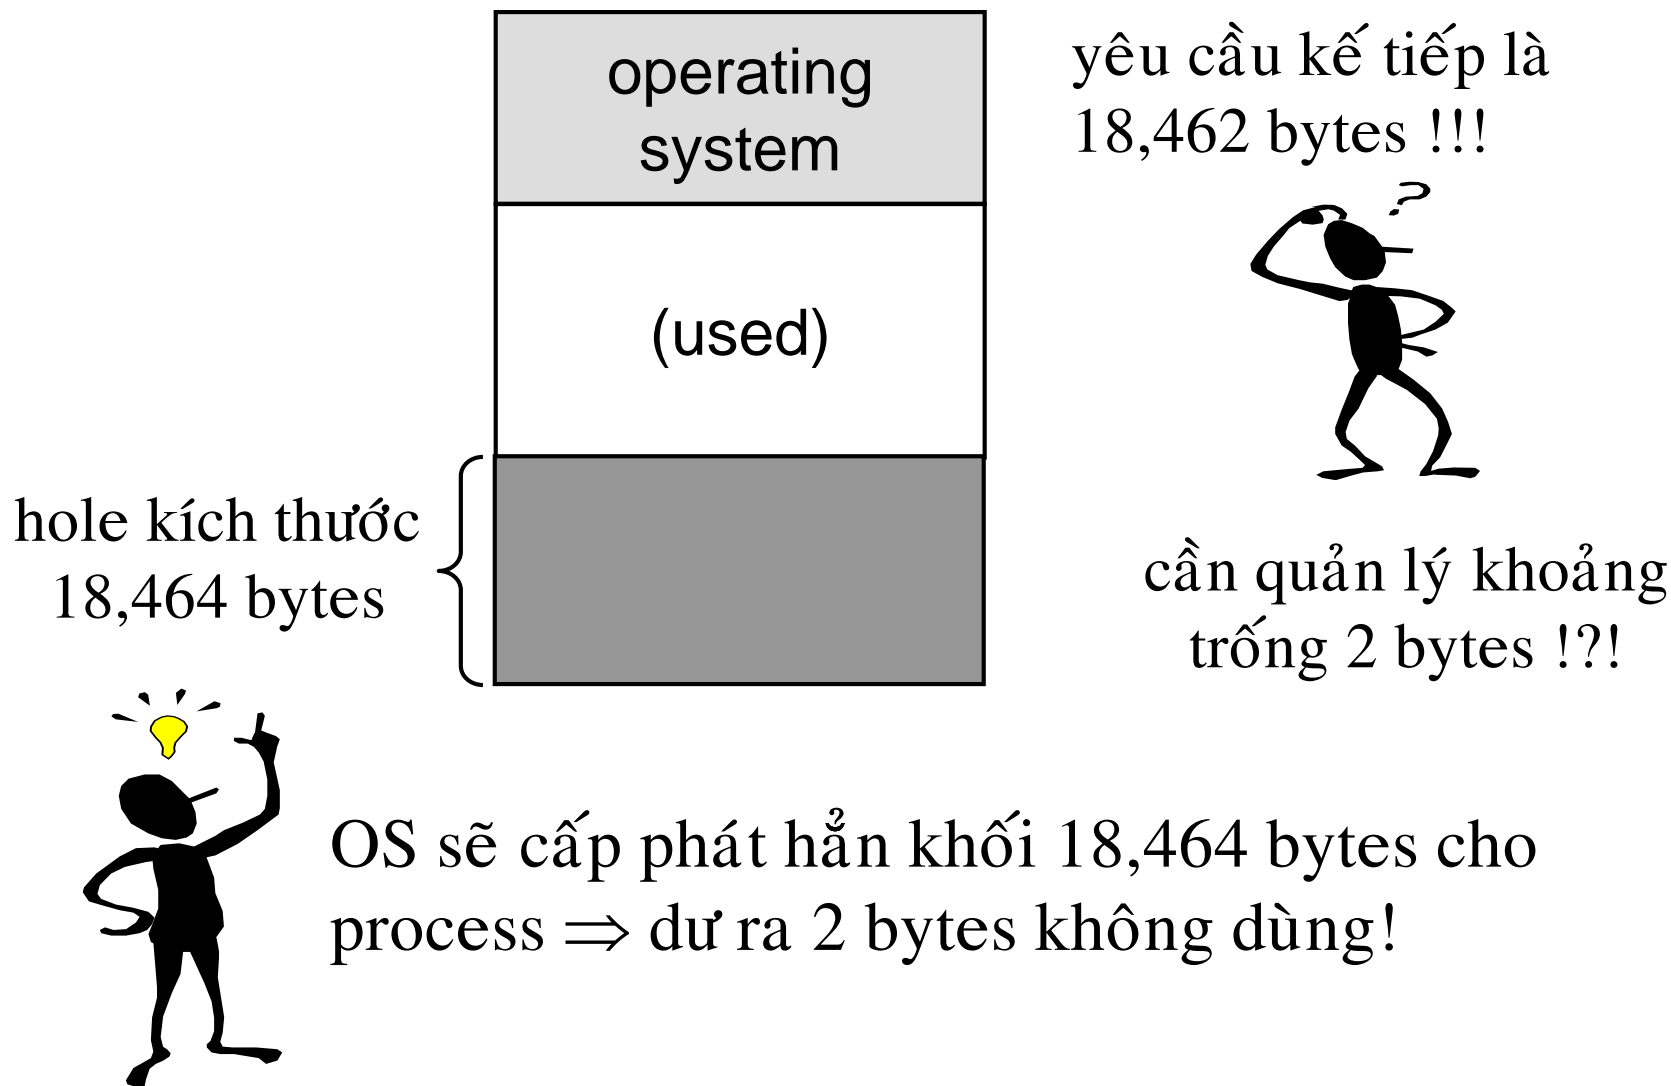 operating
system
yêu cầu kế tiếp là
18,462 bytes !!!
?
(used)
hole kích thước
18,464 bytes
cần quản lý khoảng
trống 2 bytes !?!
OS sẽ cấp phát hẳn khối 18,464 bytes cho
process ⇒ dư ra 2 bytes không dùng!